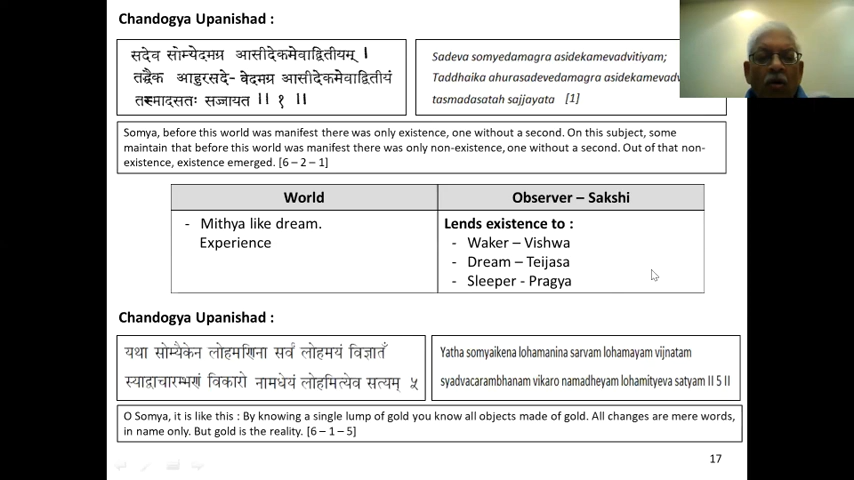 Chandogya Upanishad :
सदेव सोम्येदमग्र आसीदेकमेवाद्वितीयम् ।
तद्धैक आहुरसदे- वेदमग्र आसीदेकमेवाद्वितीयं
तस्मादसतः सज्जायत ॥ १ ॥
Sadeva somyedamagra asidekamevadvitiyam;
Taddhaika ahurasadevedamagra asidekamevadv
tasmadasatah sajjayata [1]
Somya, before this world was manifest there was only existence, one without a second. On this subject, some
maintain that before this world was manifest there was only non-existence, one without a second. Out of that non-
existence, existence emerged. [6 – 2 – 1]
World
Observer – Sakshi
- Mithya like dream.
Experience
Lends existence to :
- Waker – Vishwa
- Dream – Teijasa
- Sleeper - Pragya
Chandogya Upanishad :
यथा सोम्यैकेन लोहमणिना सर्वं लोहमयं विज्ञातँ
स्याद्वाचारम्भणं विकारो नामधेयं लोहमित्येव सत्यम् ५
Yatha somyaikena lohamanina sarvam lohamayam vijnatam
syadvacarambhanam vikaro namadheyam lohamityeva satyam II 5 II
O Somya, it is like this : By knowing a single lump of gold you know all objects made of gold. All changes are mere words,
in name only. But gold is the reality. [6 – 1 – 5]
17